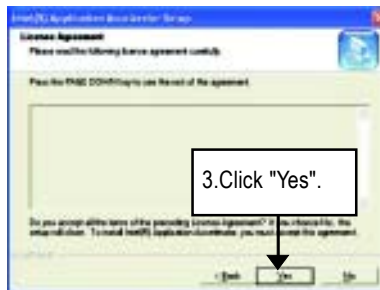 Intel(R) Application Accelerator Setup
License Agreement
Please read the following license agreement carefully.
Press the PAGE DOWN key to see the rest of the agreement.
3.Click "Yes".
Do you accept all the terms of the preceding License Agreement? If you choose No, the
setup will close. To install Intel(R) Application Accelerator, you must accept this agreement.
< Back
Yes
No